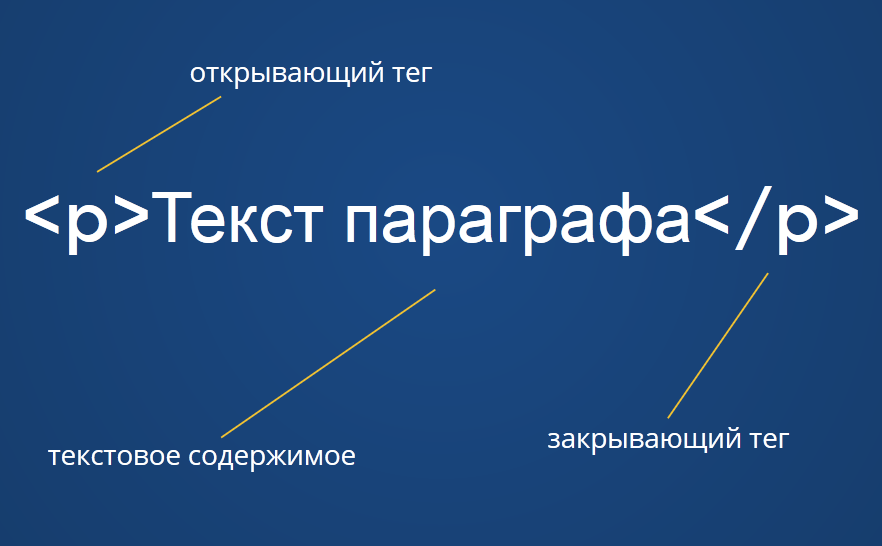 открывающий тег
<p>Текст параграфа</p>
текстовое содержимое
закрывающий тег